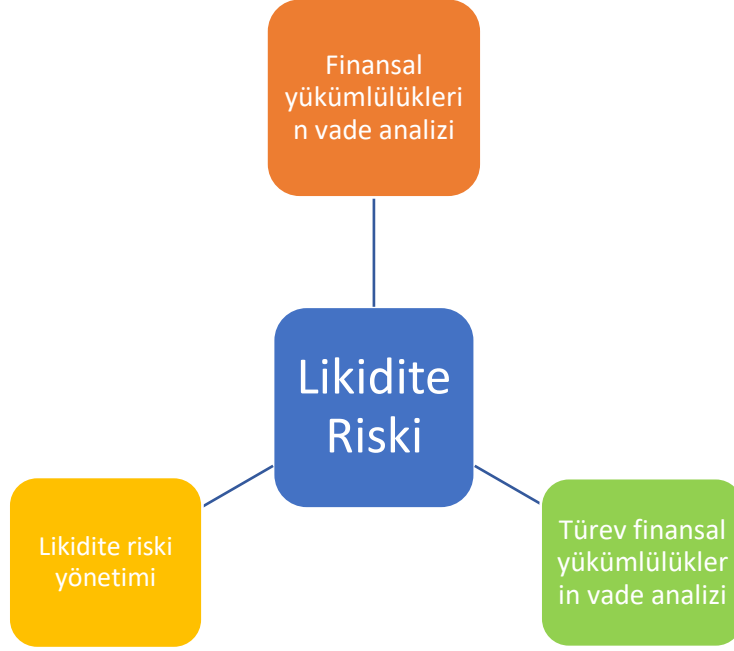 Finansal
yükümlülükleri
n vade analizi
Likidite
Riski
Likidite riski
yönetimi
Türev finansal
yükümlülükler
in vade analizi